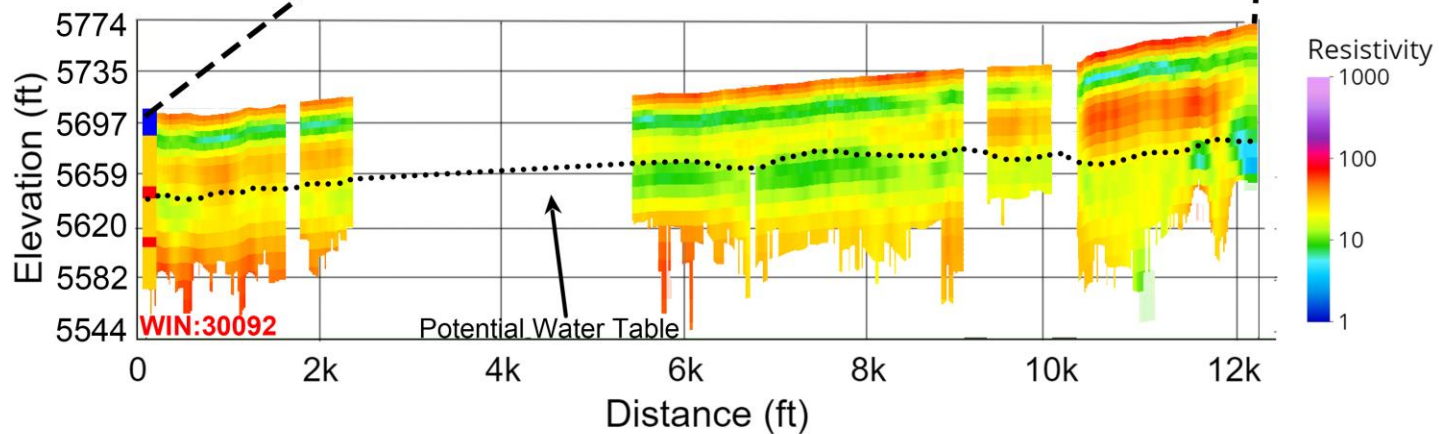 Elevation (ft)
5774
5735
5697
5659
5620
5582
5544
WIN:30092
Potential Water Table
0 2k 4k 6k 8k 10k 12k
Distance (ft)
Resistivity
1000
100
10
1